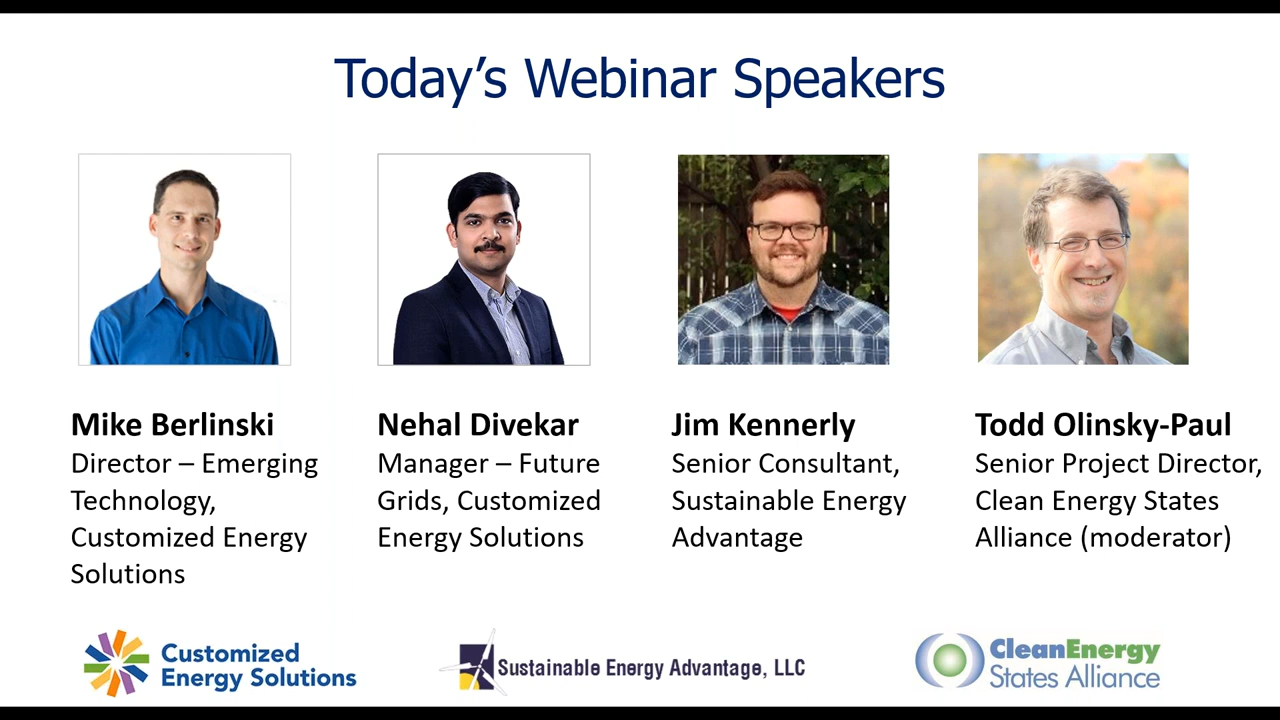 Today's Webinar Speakers
Mike Berlinski
Director – Emerging
Technology,
Customized Energy
Solutions
Nehal Divekar
Manager – Future
Grids, Customized
Energy Solutions
Jim Kennerly
Senior Consultant,
Sustainable Energy
Advantage
Todd Olinsky-Paul
Senior Project Director,
Clean Energy States
Alliance (moderator)
Customized
Energy Solutions
Sustainable Energy Advantage, LLC
CleanEnergy
States Alliance